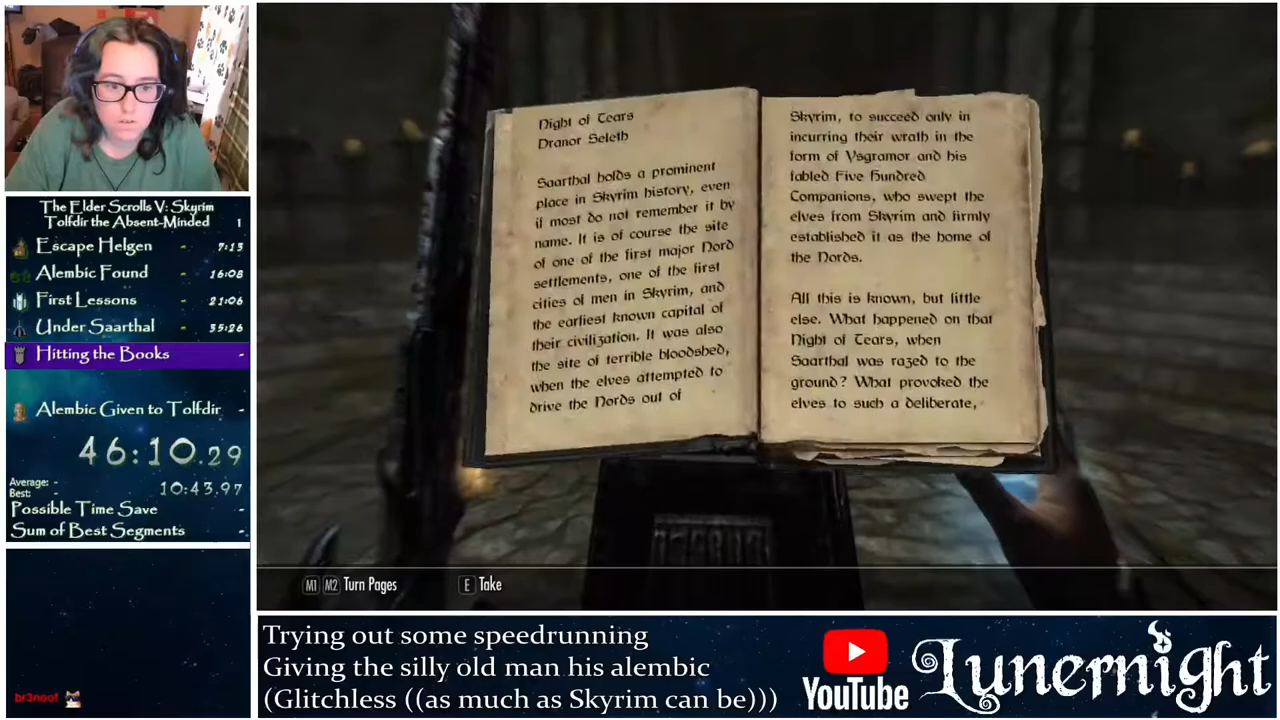 The Elder Scrolls V: Skyrim
Tolfdir the Absent-Minded 1
Escape Helgen - 7:13
Alembic Found - 16:08
First Lessons - 21:06
Under Saarthal - 35:26
Hitting the Books -
Alembic Given to Tolfdir -
46:10.29
Average: -
Best: - 10:43.97
Possible Time Save -
Sum of Best Segments -
br3noof
Night of Tears
Dranor Seleth
Saarthal holds a prominent
place in Skyrim history, even
if most do not remember it by
name. It is of course the site
of one of the first major Nord
settlements, one of the first
cities of men in Skyrim, and
the earliest known capital of
their civilization. It was also
the site of terrible bloodshed,
when the elves attempted to
drive the Nords out of
Skyrim, to succeed only in
incurring their wrath in the
form of Ysgramor and his
fabled Five Hundred
Companions, who swept the
elves from Skyrim and firmly
established it as the home of
the Nords.
All this is known, but little
else. What happened on that
Night of Tears, when
Saarthal was razed to the
ground? What provoked the
elves to such a deliberate,
M1 M2 Turn Pages E Take
Trying out some speedrunning
Giving the silly old man his alembic
(Glitchless ((as much as Skyrim can be)))
YouTube
Lunernight